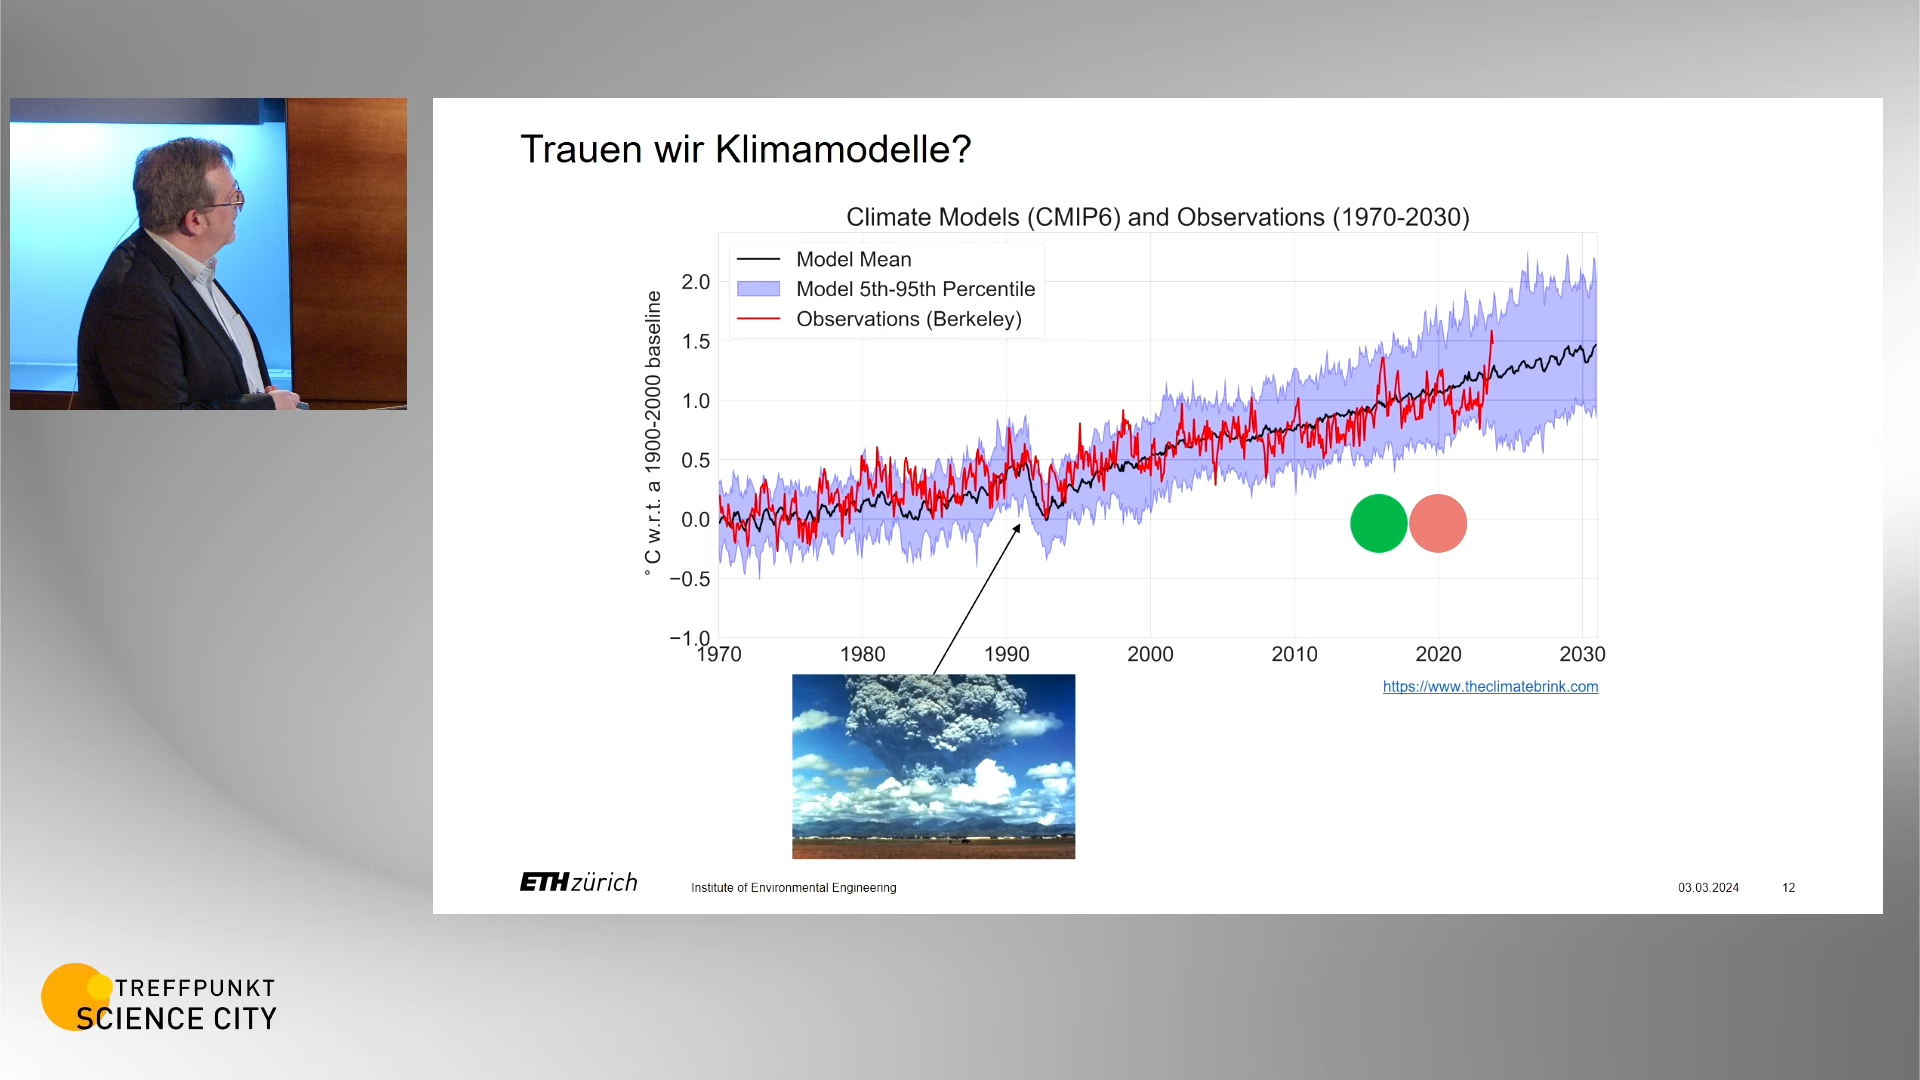 Trauen wir Klimamodelle?
Climate Models (CMIP6) and Observations (1970-2030)
Model Mean
Model 5th-95th Percentile
Observations (Berkeley)
° C w.r.t. a 1900-2000 baseline
2.0
1.5
1.0
0.5
0.0
−0.5
−1.0
1970 1980 1990 2000 2010 2020 2030
https://www.theclimatebrink.com
ETH zürich
Institute of Environmental Engineering
03.03.2024
12
TREFFPUNKT
SCIENCE CITY